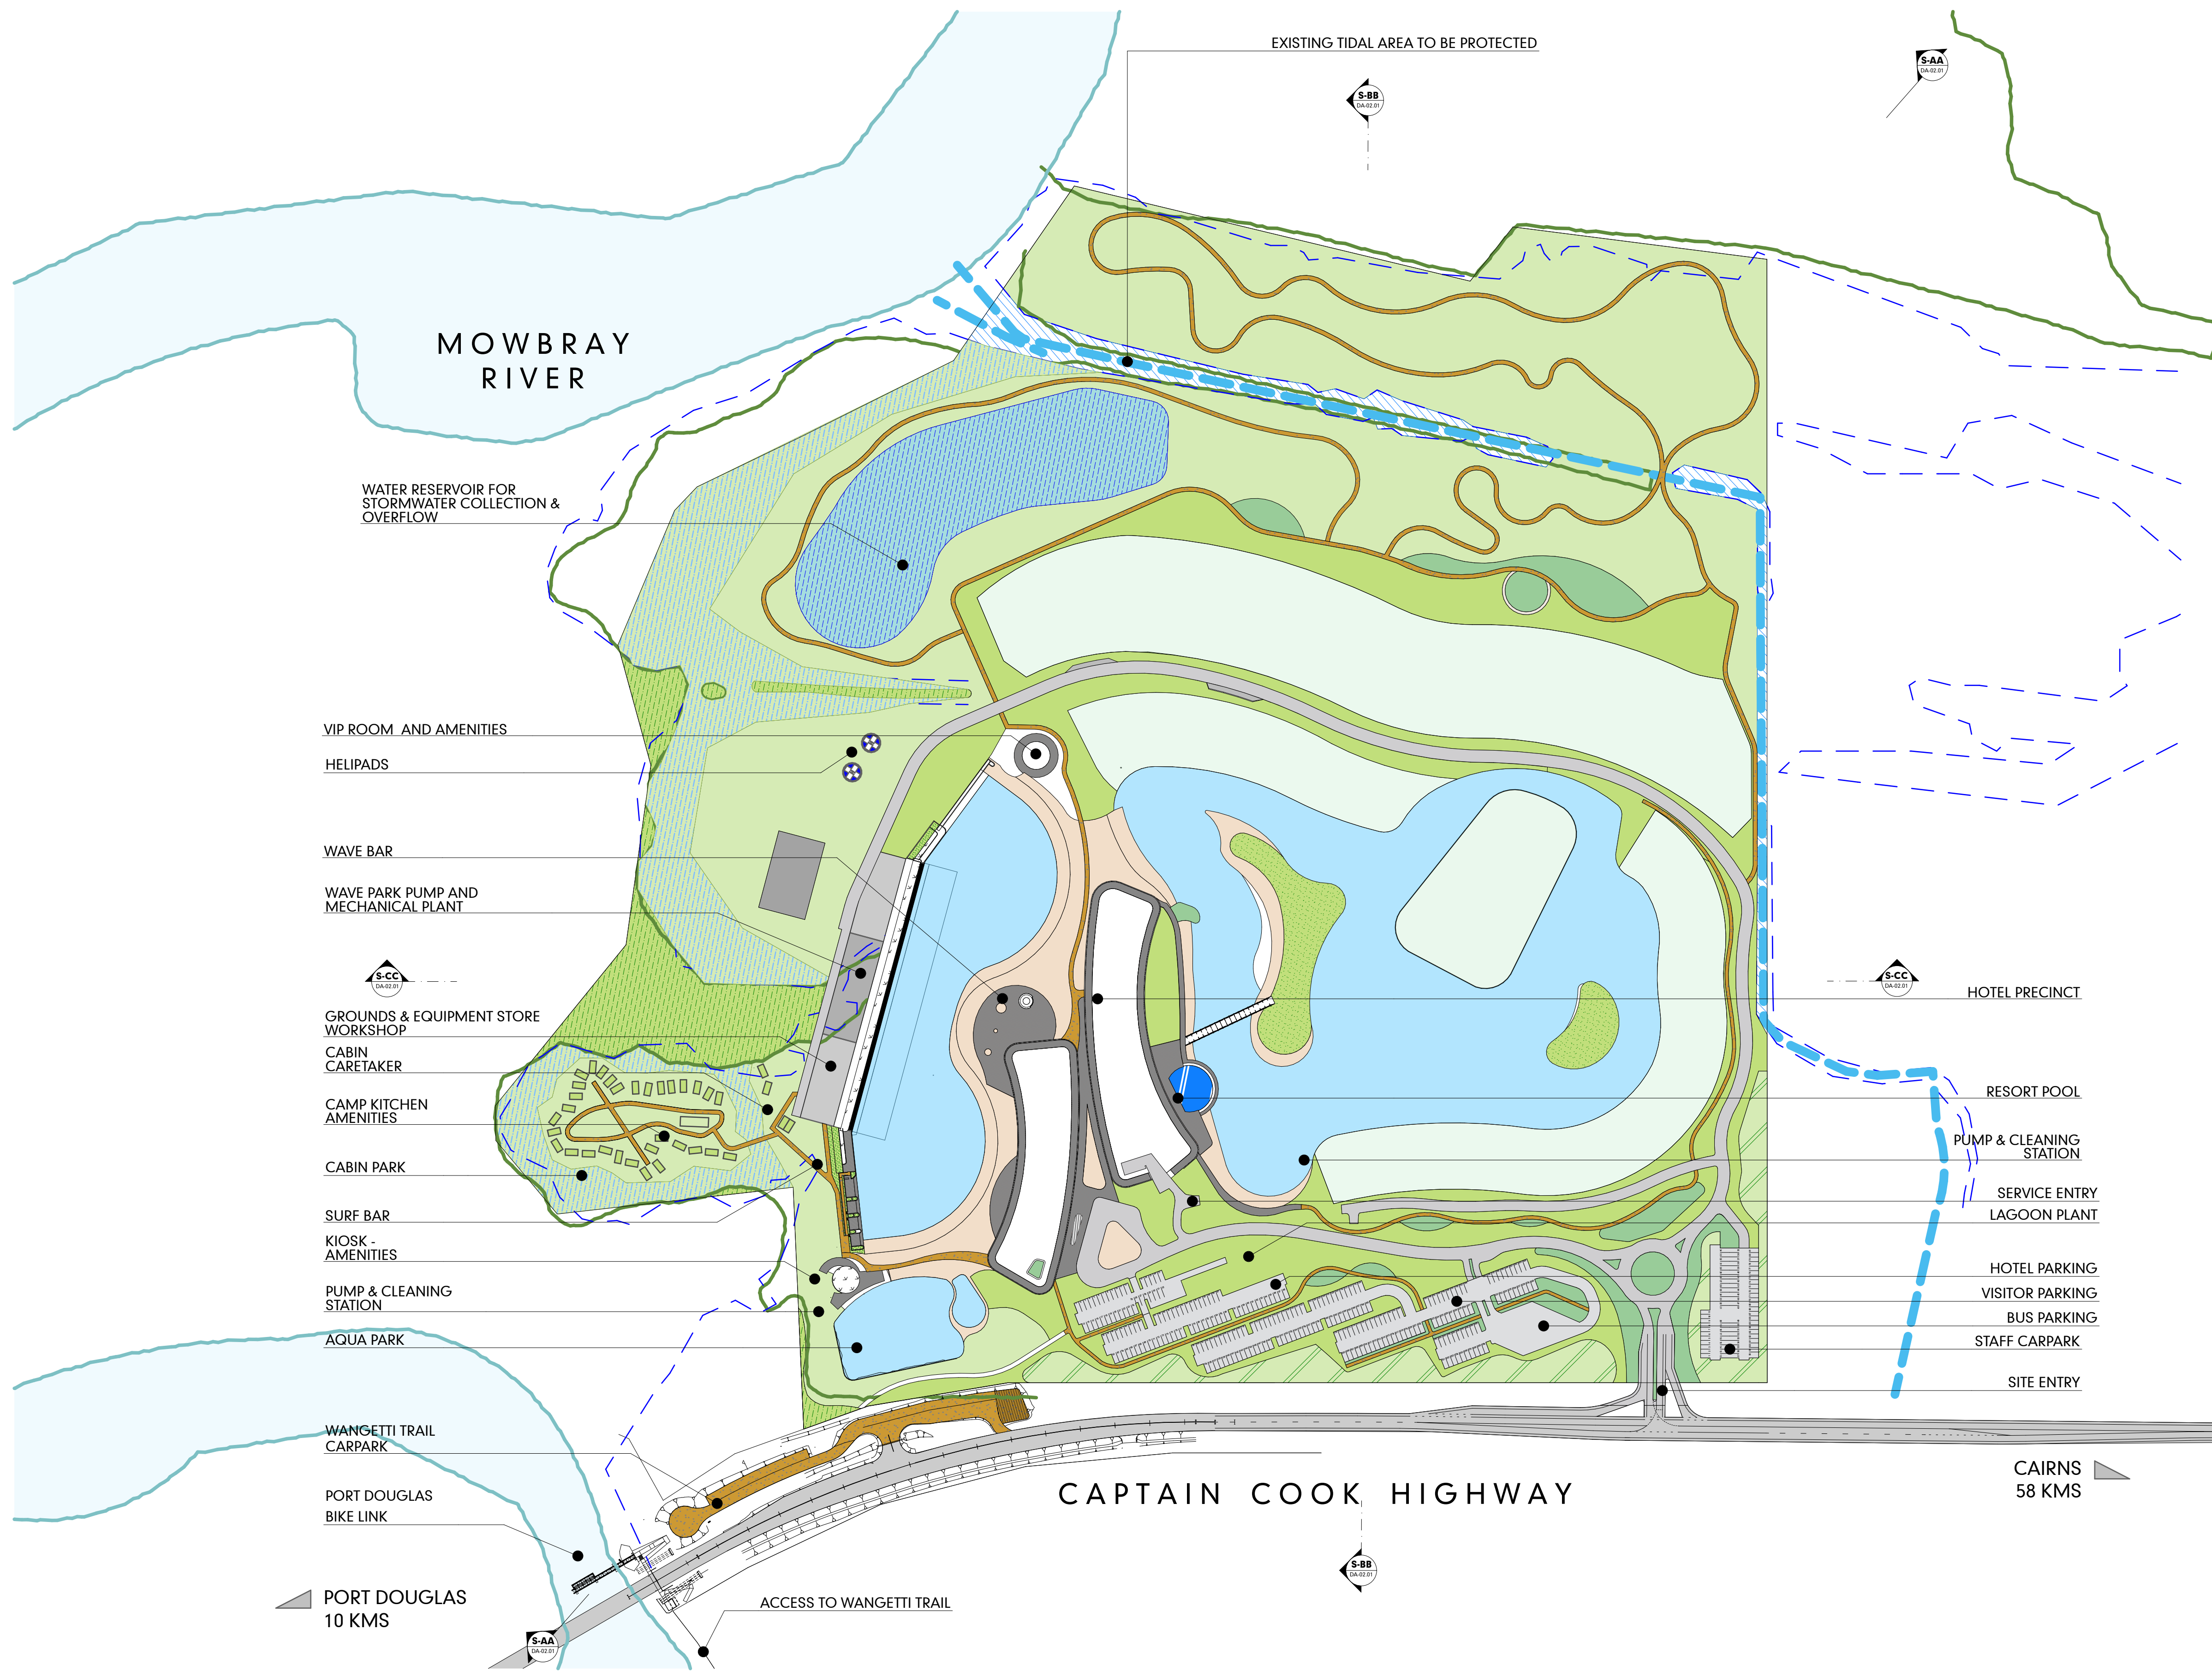 EXISTING TIDAL AREA TO BE PROTECTED
S-AA
DA-02.01
S-BB
DA-02.01
MOWBRAY
RIVER
WATER RESERVOIR FOR
STORMWATER COLLECTION &
OVERFLOW
VIP ROOM AND AMENITIES
HELIPADS
WAVE BAR
WAVE PARK PUMP AND
MECHANICAL PLANT
S-CC
DA-02.01
S-CC
DA-02.01
HOTEL PRECINCT
GROUNDS & EQUIPMENT STORE
WORKSHOP
CABIN
CARETAKER
CAMP KITCHEN
AMENITIES
CABIN PARK
SURF BAR
KIOSK -
AMENITIES
PUMP & CLEANING
STATION
AQUA PARK
RESORT POOL
PUMP & CLEANING
STATION
SERVICE ENTRY
LAGOON PLANT
HOTEL PARKING
VISITOR PARKING
BUS PARKING
STAFF CARPARK
SITE ENTRY
WANGETTI TRAIL
CARPARK
PORT DOUGLAS
BIKE LINK
CAPTAIN COOK HIGHWAY
CAIRNS
58 KMS
PORT DOUGLAS
10 KMS
S-BB
DA-02.01
ACCESS TO WANGETTI TRAIL
S-AA
DA-02.01